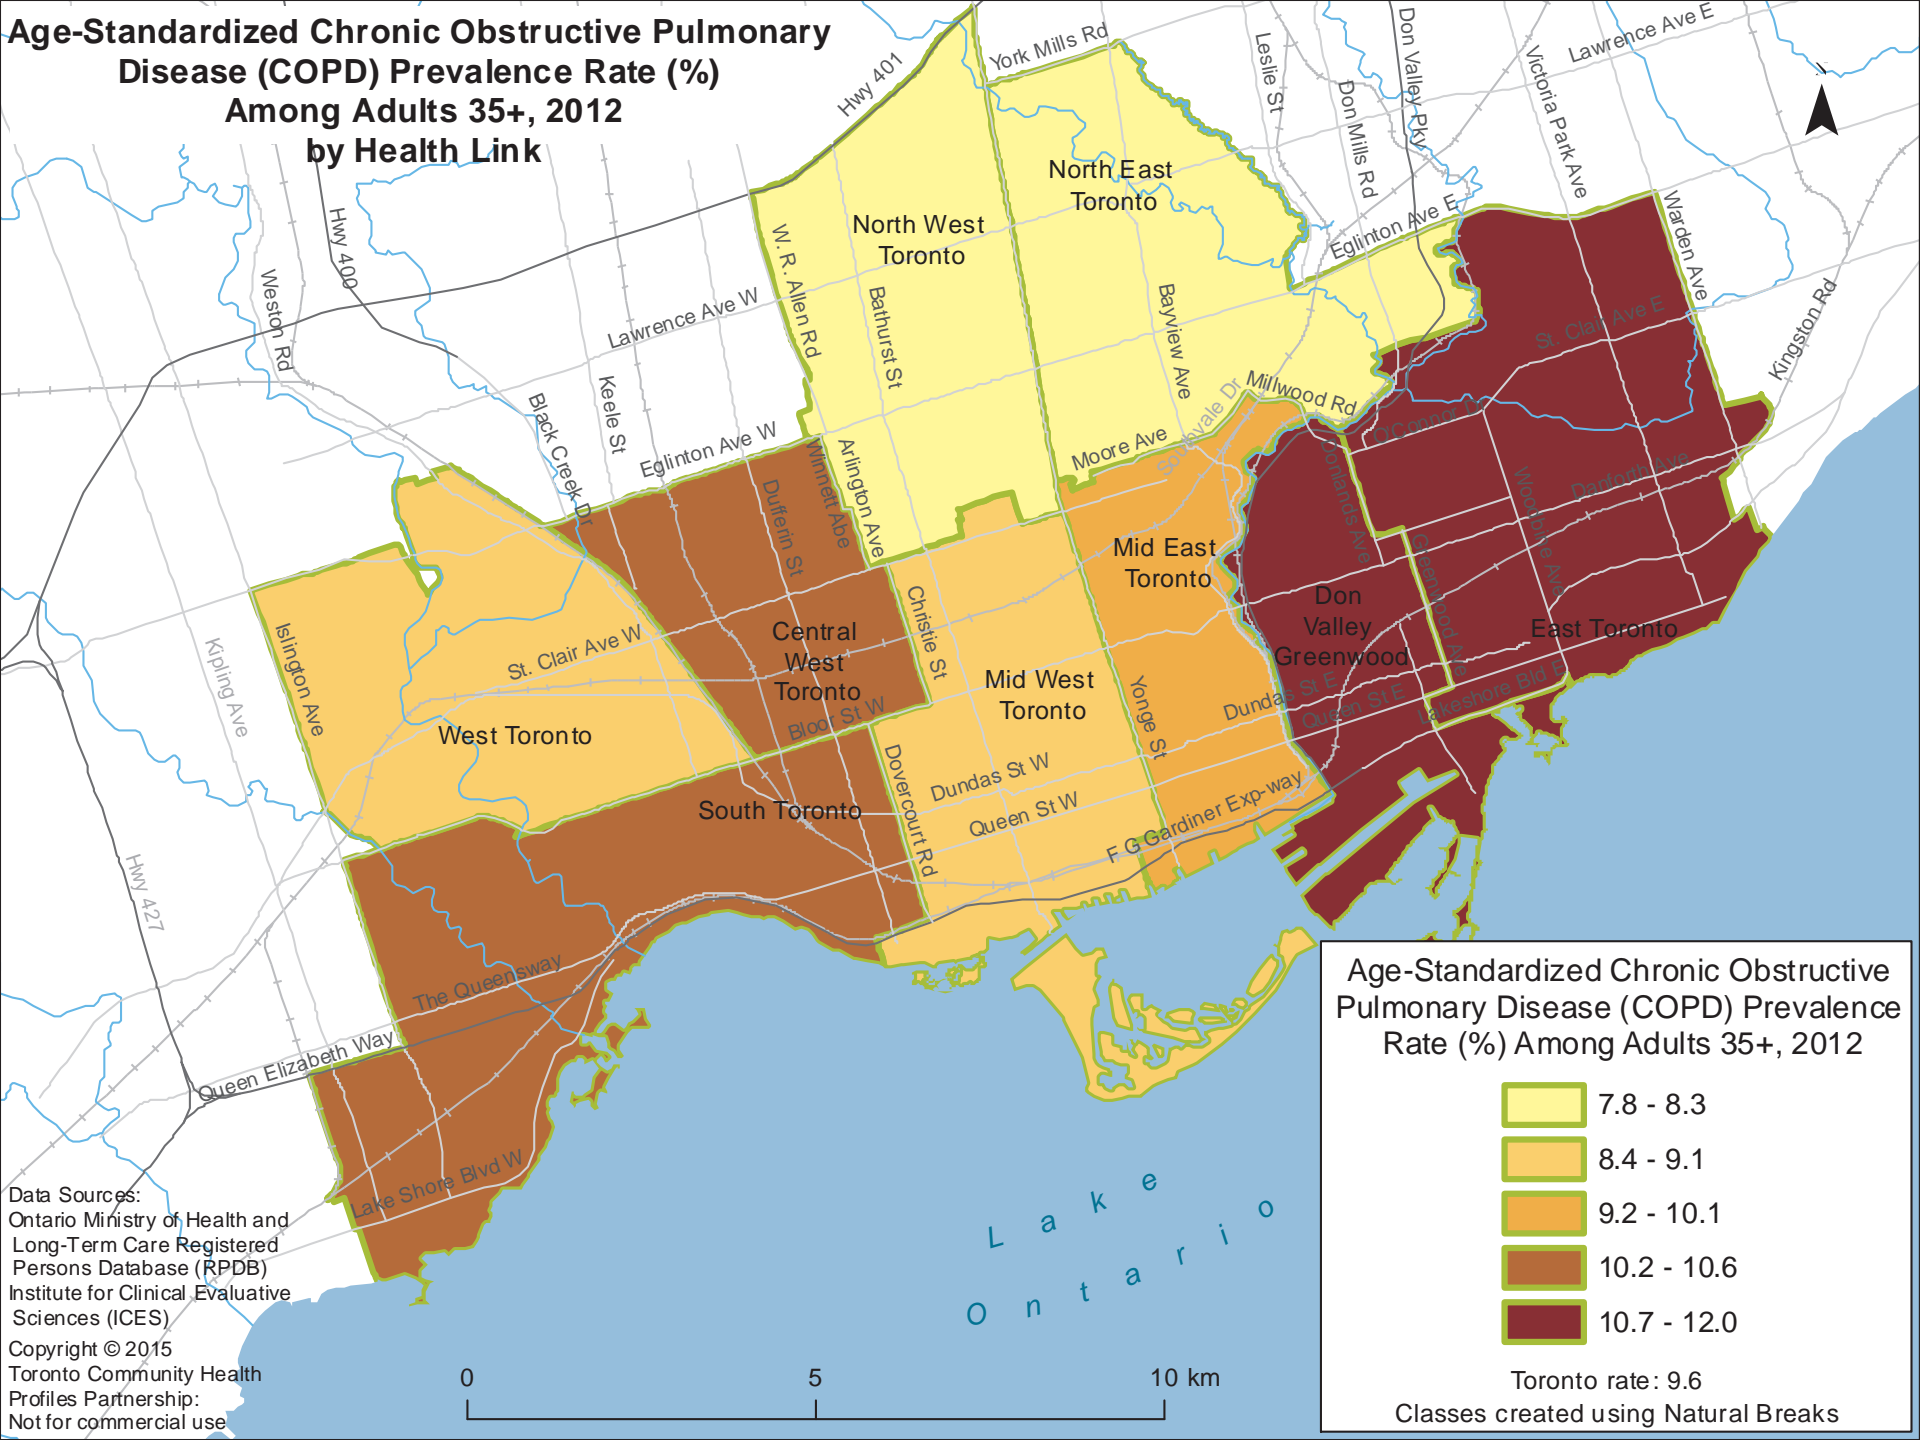 Age-Standardized Chronic Obstructive Pulmonary
Disease (COPD) Prevalence Rate (%)
Among Adults 35+, 2012
by Health Link
Hwy 401
York Mills Rd
Leslie St
Don Mills Rd
Don Valley Pky
Victoria Park Ave
Lawrence Ave E
N
North East
Toronto
North West
Toronto
Hwy 400
Weston Rd
W. R. Allen Rd
Bathurst St
Bayview Ave
Eglinton Ave E
Warden Ave
Kingston Rd
St. Clair Ave E
Lawrence Ave W
Keele St
Black Creek Dr
Eglinton Ave W
Winnett Abe
Arlington Ave
Dufferin St
Moore Ave
Southvale Dr
Millwood Rd
O'Connor Dr
Donlands Ave
Danforth Ave
Woodbine Ave
Greenwood Ave
Mid East
Toronto
Don
Valley
Greenwood
East Toronto
Christie St
Central
West
Toronto
Mid West
Toronto
Islington Ave
Kipling Ave
St. Clair Ave W
West Toronto
Bloor St W
Yonge St
Dundas St E
Queen St E
Lakeshore Bld E
South Toronto
Dovercourt Rd
Dundas St W
Queen St W
F G Gardiner Exp-way
Hwy 427
The Queensway
Queen Elizabeth Way
Lake Shore Blvd W
Lake
Ontario
Age-Standardized Chronic Obstructive
Pulmonary Disease (COPD) Prevalence
Rate (%) Among Adults 35+, 2012
7.8 - 8.3
8.4 - 9.1
9.2 - 10.1
10.2 - 10.6
10.7 - 12.0
Toronto rate: 9.6
Classes created using Natural Breaks
Data Sources:
Ontario Ministry of Health and
Long-Term Care Registered
Persons Database (RPDB)
Institute for Clinical Evaluative
Sciences (ICES)
Copyright © 2015
Toronto Community Health
Profiles Partnership:
Not for commercial use
0 5 10 km